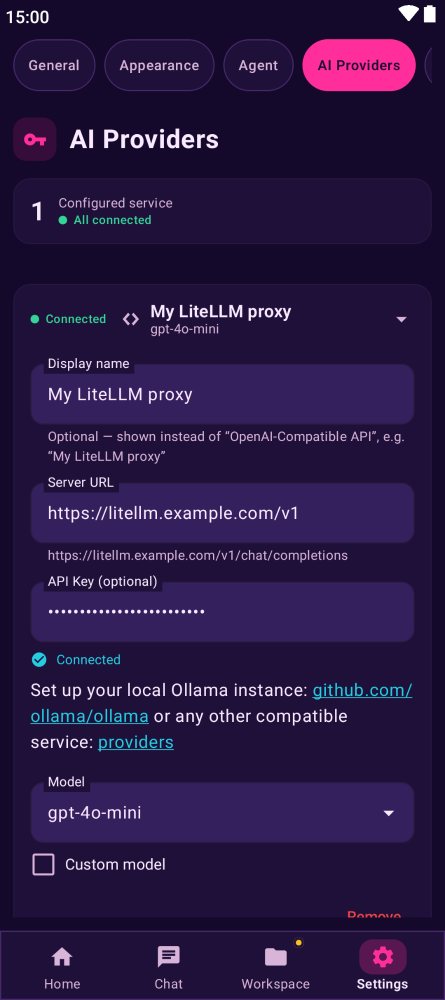 15:00
General
Appearance
Agent
AI Providers
AI Providers
1
Configured service
All connected
Connected
My LiteLLM proxy
gpt-4o-mini
Display name
My LiteLLM proxy
Optional — shown instead of “OpenAI-Compatible API”, e.g.
“My LiteLLM proxy”
Server URL
https://litellm.example.com/v1
https://litellm.example.com/v1/chat/completions
API Key (optional)
••••••••••••••••••••••••••
Connected
Set up your local Ollama instance: github.com/
ollama/ollama or any other compatible
service: providers
Model
gpt-4o-mini
Custom model
Remove
Home
Chat
Workspace
Settings